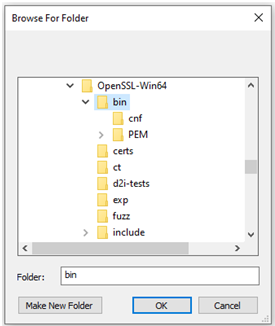 Browse For Folder
OpenSSL-Win64
bin
cnf
PEM
certs
ct
d2i-tests
exp
fuzz
include
Folder: bin
Make New Folder OK Cancel